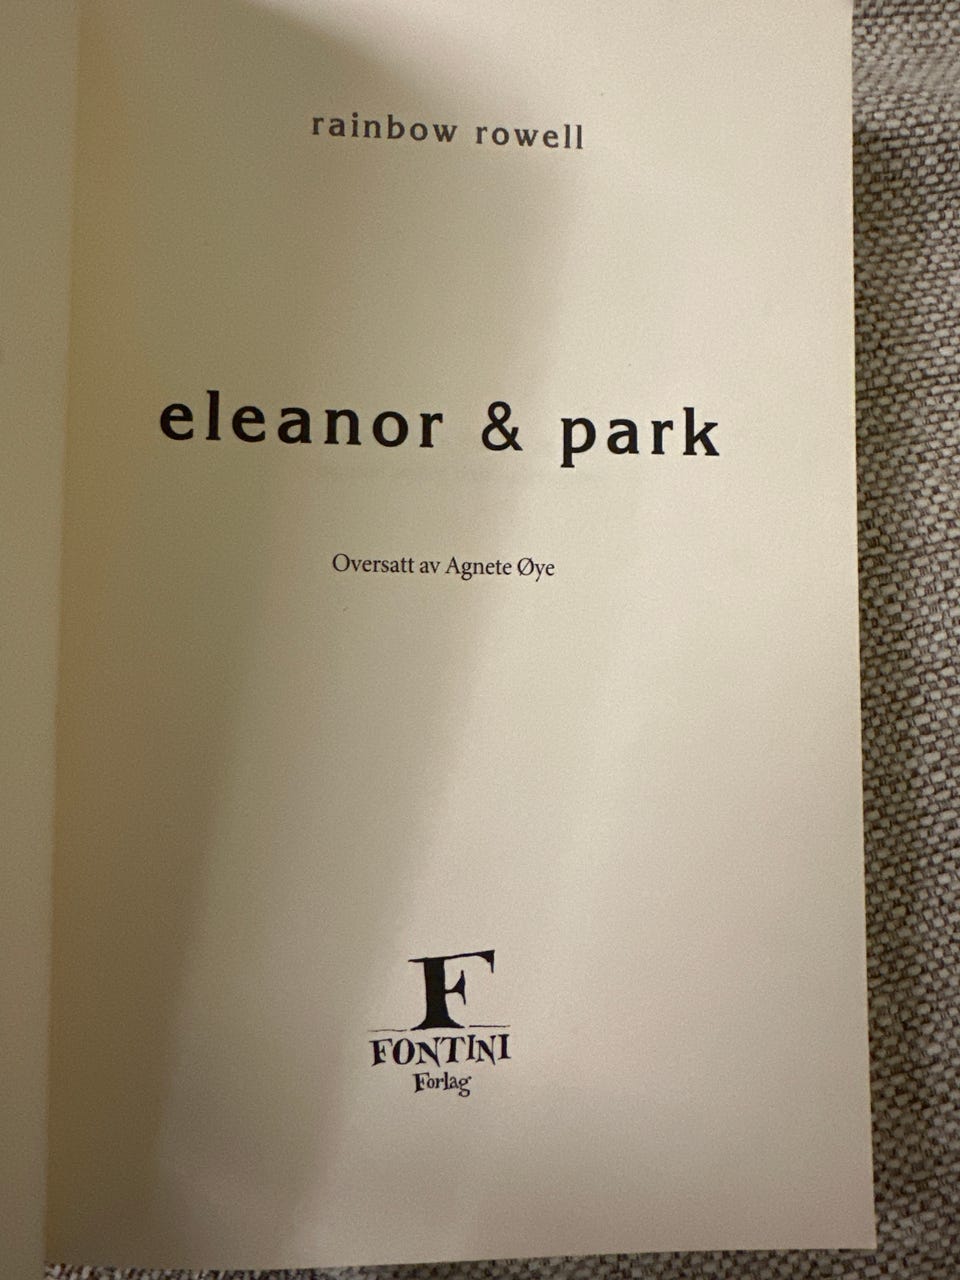 rainbow rowell
eleanor & park
Oversatt av Agnete Øye
F
FONTINI
Forlag